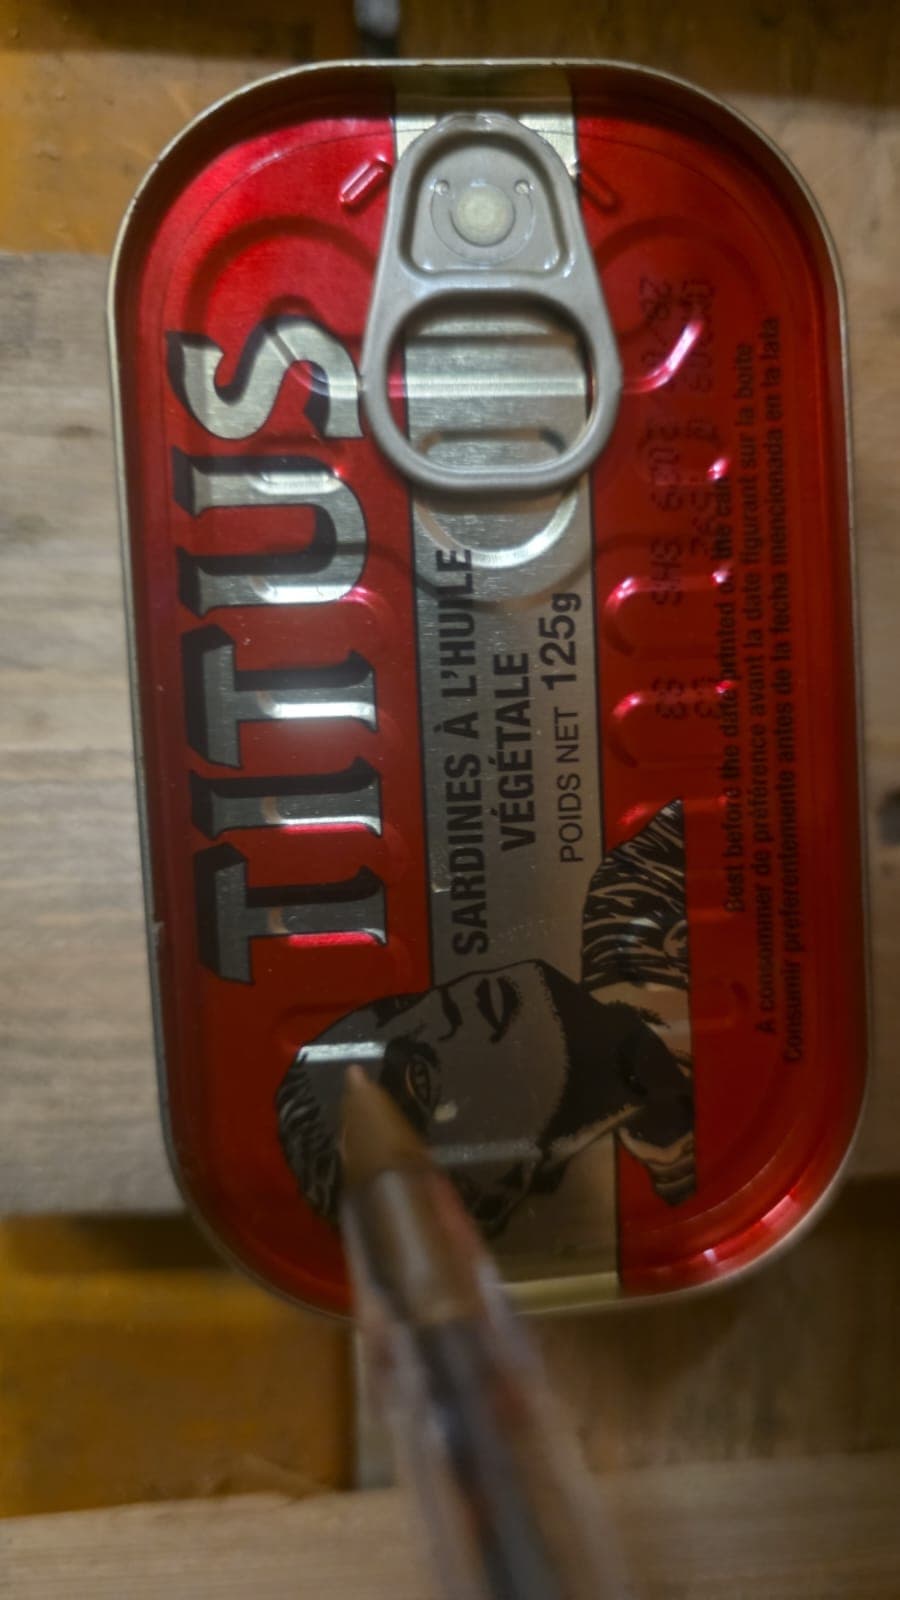 TITUS
SARDINES À L'HUILE
VÉGÉTALE
POIDS NET 125g
Best before the date printed on the can
A consommer de préférence avant la date figurant sur la boite
Consumir preferentemente antes de la fecha mencionada en la lata